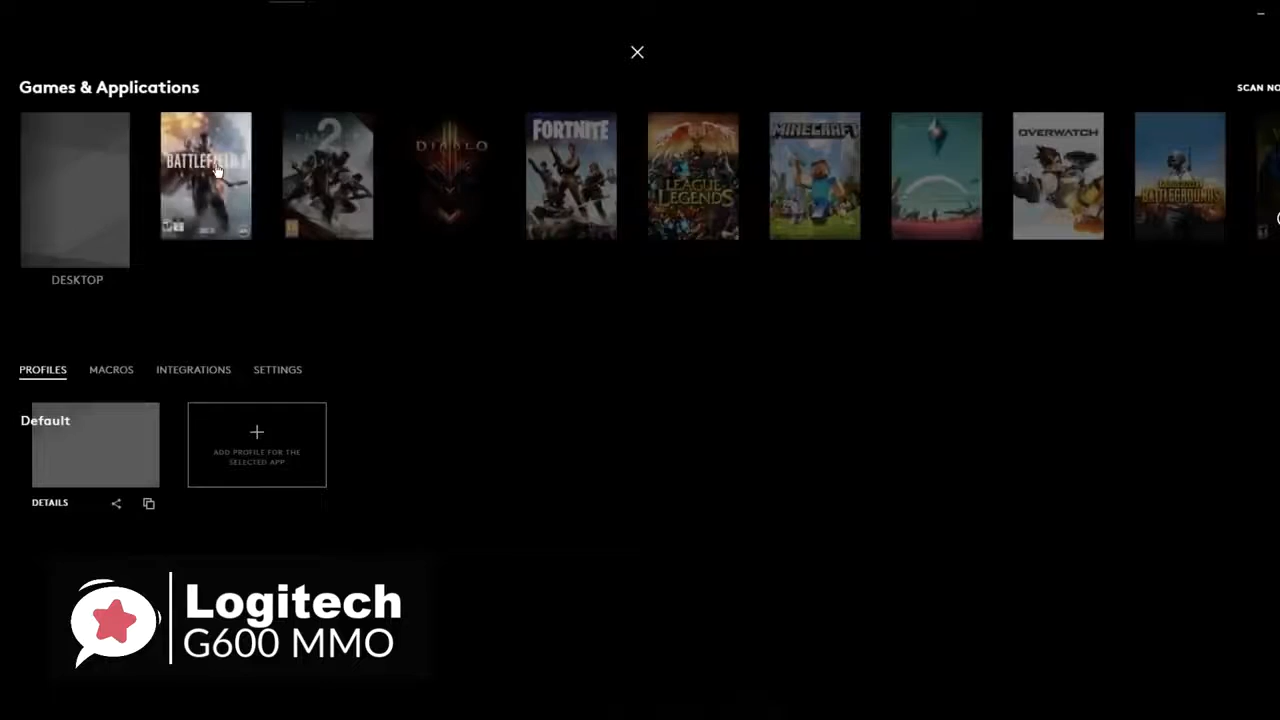 Games & Applications
SCAN NO
BATTLEFIELD
2
DIABLO
FORTNITE
LEAGUE
LEGENDS
MINECRAFT
OVERWATCH
BATTLEGROUNDS
DESKTOP
PROFILES MACROS INTEGRATIONS SETTINGS
Default
ADD PROFILE FOR THE
SELECTED APP
DETAILS
Logitech
G600 MMO